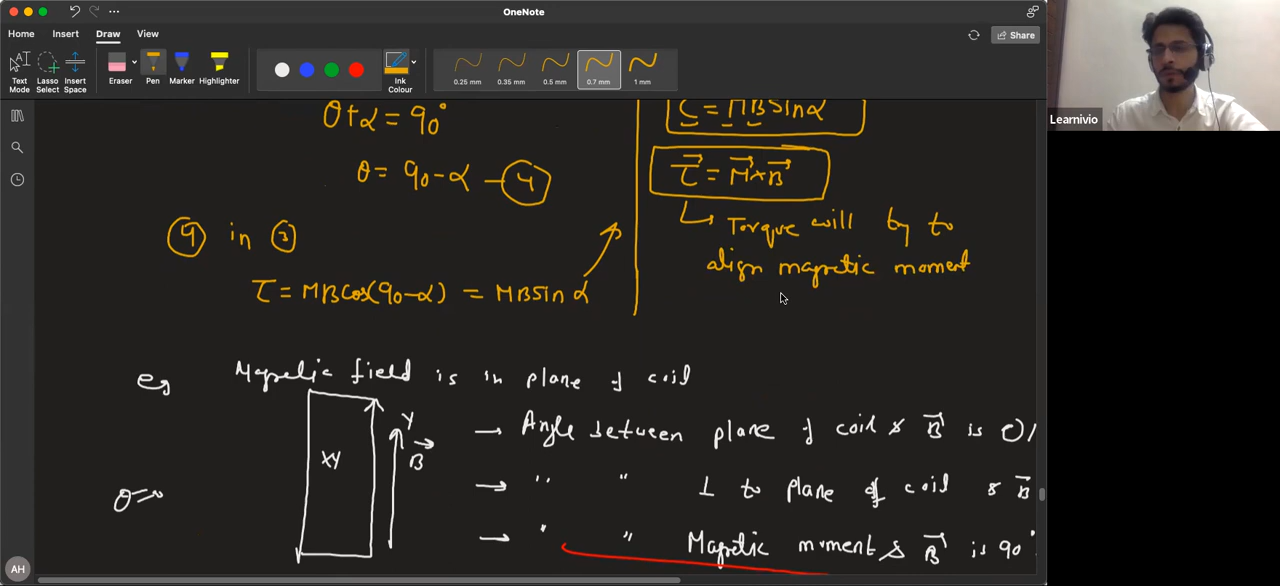 OneNote
Home Insert Draw View
Share
Text Mode
Lasso Select
Insert Space
Eraser
Pen
Marker
Highlighter
Ink Colour
0.25 mm
0.35 mm
0.5 mm
0.7 mm
1 mm
Learnivio
θ+α = 90°
θ = 90-α — 4
4 in 3
τ = MBcos(90-α) = MBsin α
τ = MBsinα
τ⃗ = M⃗×B⃗
↳ Torque will try to
align magnetic moment
eg Magnetic field is in plane of coil
XY
Y
B⃗
→ Angle between plane of coil & B⃗ is 0/
→ " " ⊥ to plane of coil & B⃗
→ " " Magnetic moment & B⃗ is 90°
AH